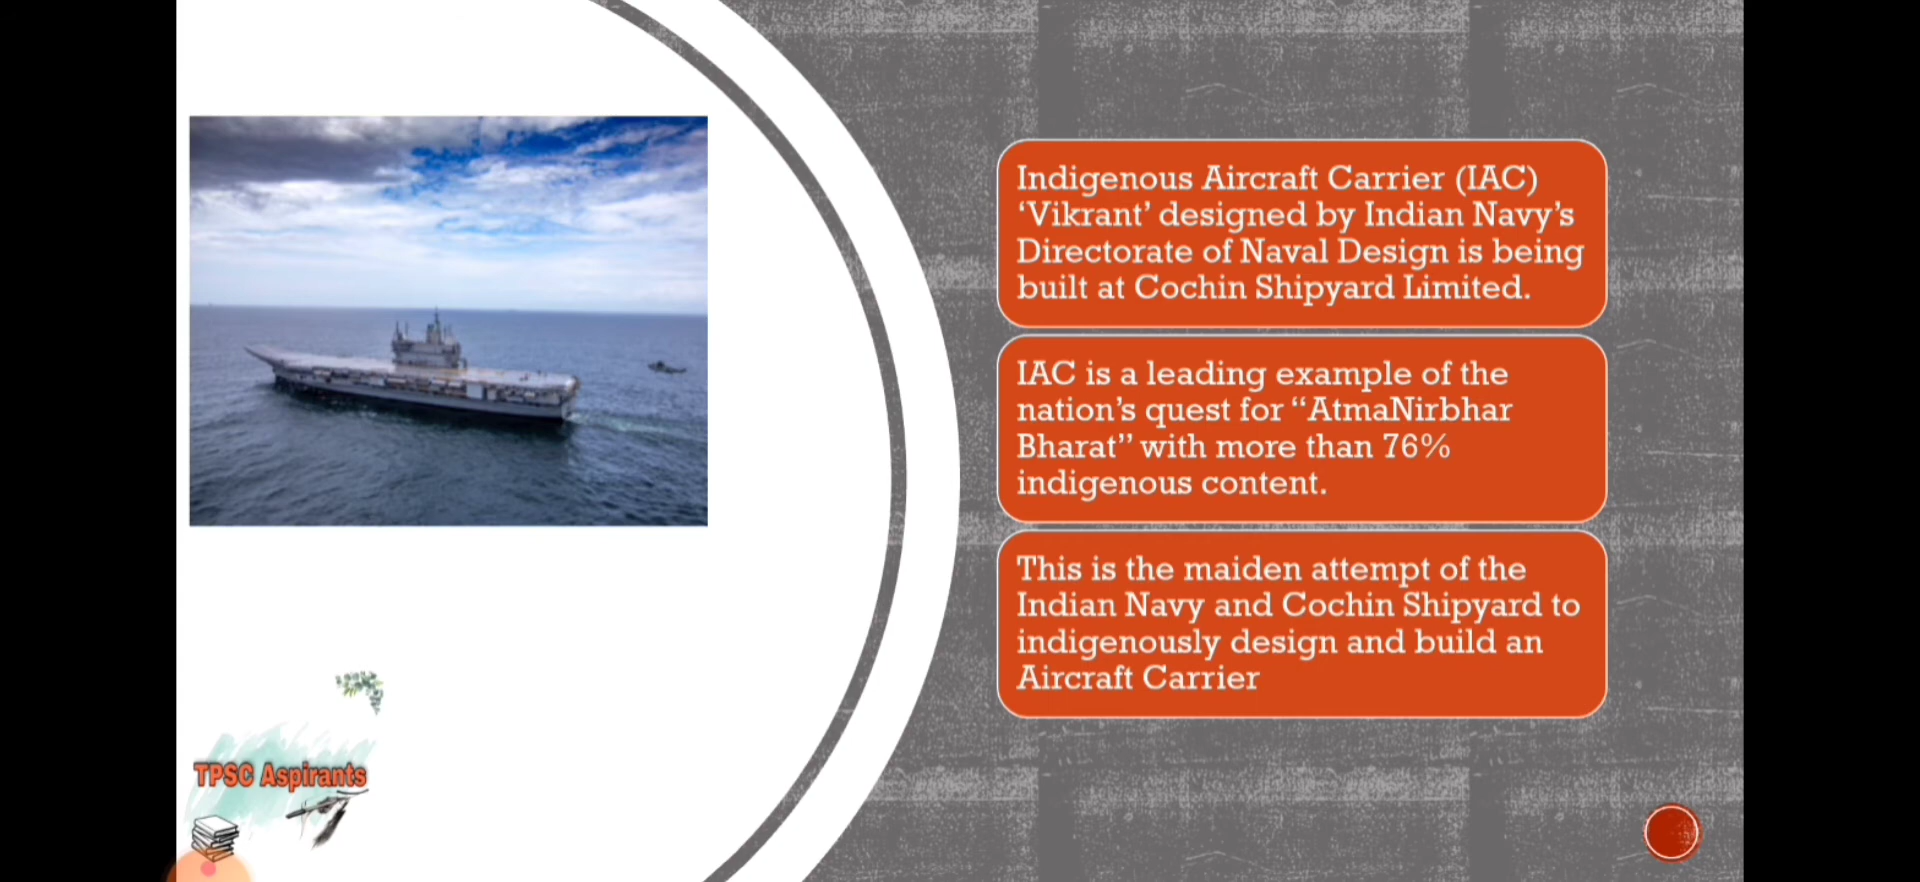 Indigenous Aircraft Carrier (IAC)
‘Vikrant’ designed by Indian Navy’s
Directorate of Naval Design is being
built at Cochin Shipyard Limited.
IAC is a leading example of the
nation’s quest for “AtmaNirbhar
Bharat” with more than 76%
indigenous content.
This is the maiden attempt of the
Indian Navy and Cochin Shipyard to
indigenously design and build an
Aircraft Carrier
TPSC Aspirants